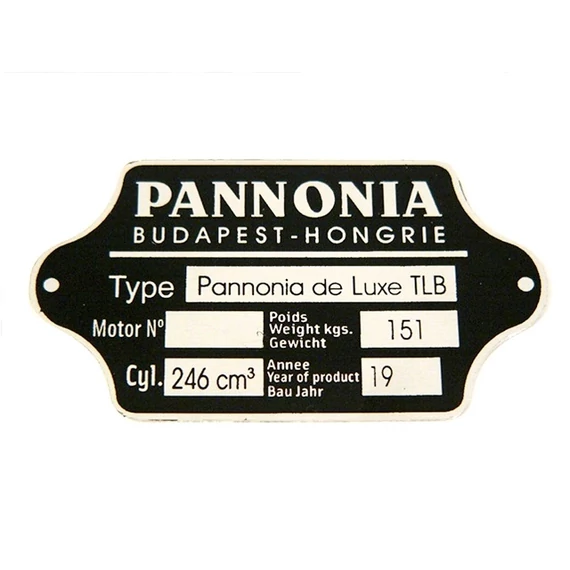 PANNONIA
BUDAPEST-HONGRIE
Type Pannonia de Luxe TLB
Motor Nº
Poids
Weight kgs.
Gewicht
151
Cyl. 246 cm³
Annee
Year of product
Bau Jahr
19